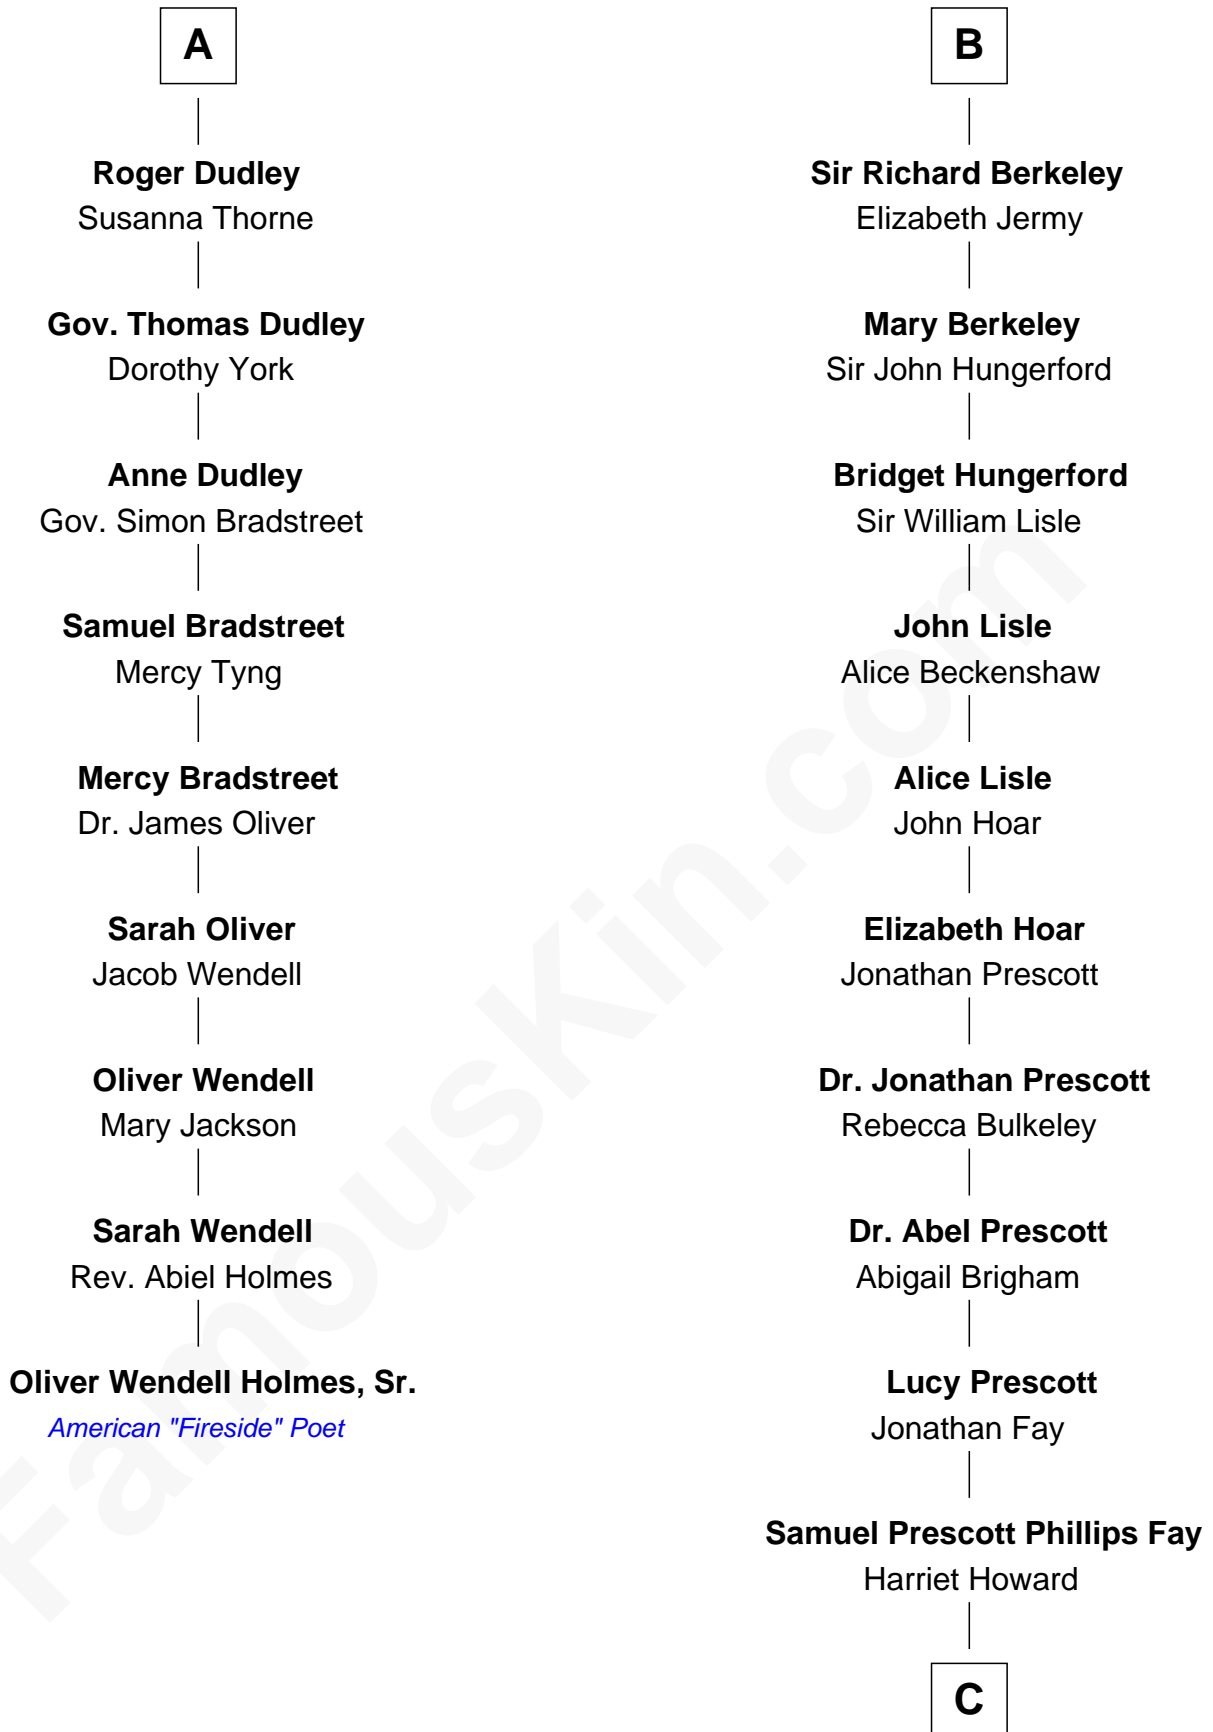 A
Roger Dudley
Susanna Thorne
Gov. Thomas Dudley
Dorothy York
Anne Dudley
Gov. Simon Bradstreet
Samuel Bradstreet
Mercy Tyng
Mercy Bradstreet
Dr. James Oliver
Sarah Oliver
Jacob Wendell
Oliver Wendell
Mary Jackson
Sarah Wendell
Rev. Abiel Holmes
Oliver Wendell Holmes, Sr.
American "Fireside" Poet
B
Sir Richard Berkeley
Elizabeth Jermy
Mary Berkeley
Sir John Hungerford
Bridget Hungerford
Sir William Lisle
John Lisle
Alice Beckenshaw
Alice Lisle
John Hoar
Elizabeth Hoar
Jonathan Prescott
Dr. Jonathan Prescott
Rebecca Bulkeley
Dr. Abel Prescott
Abigail Brigham
Lucy Prescott
Jonathan Fay
Samuel Prescott Phillips Fay
Harriet Howard
C
FamousKin.com